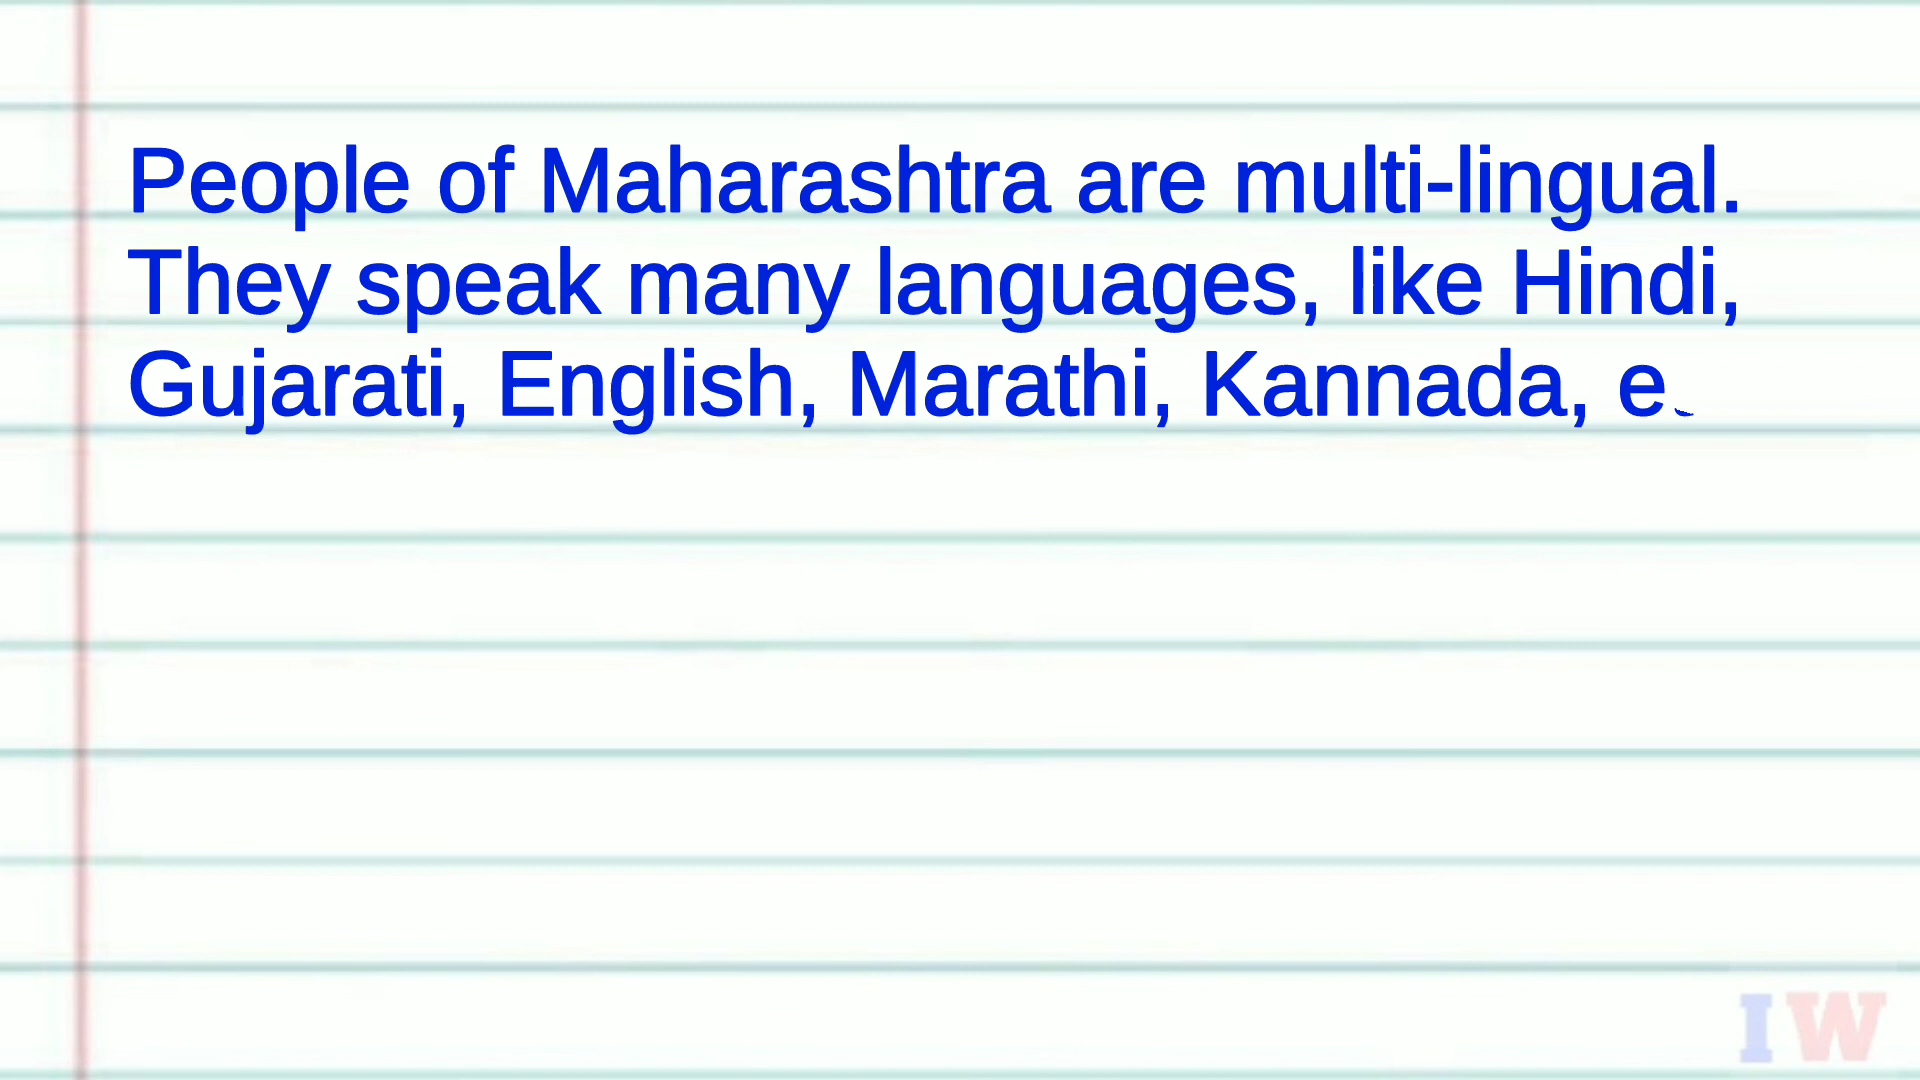 People of Maharashtra are multi-lingual.
They speak many languages, like Hindi,
Gujarati, English, Marathi, Kannada, e
I W